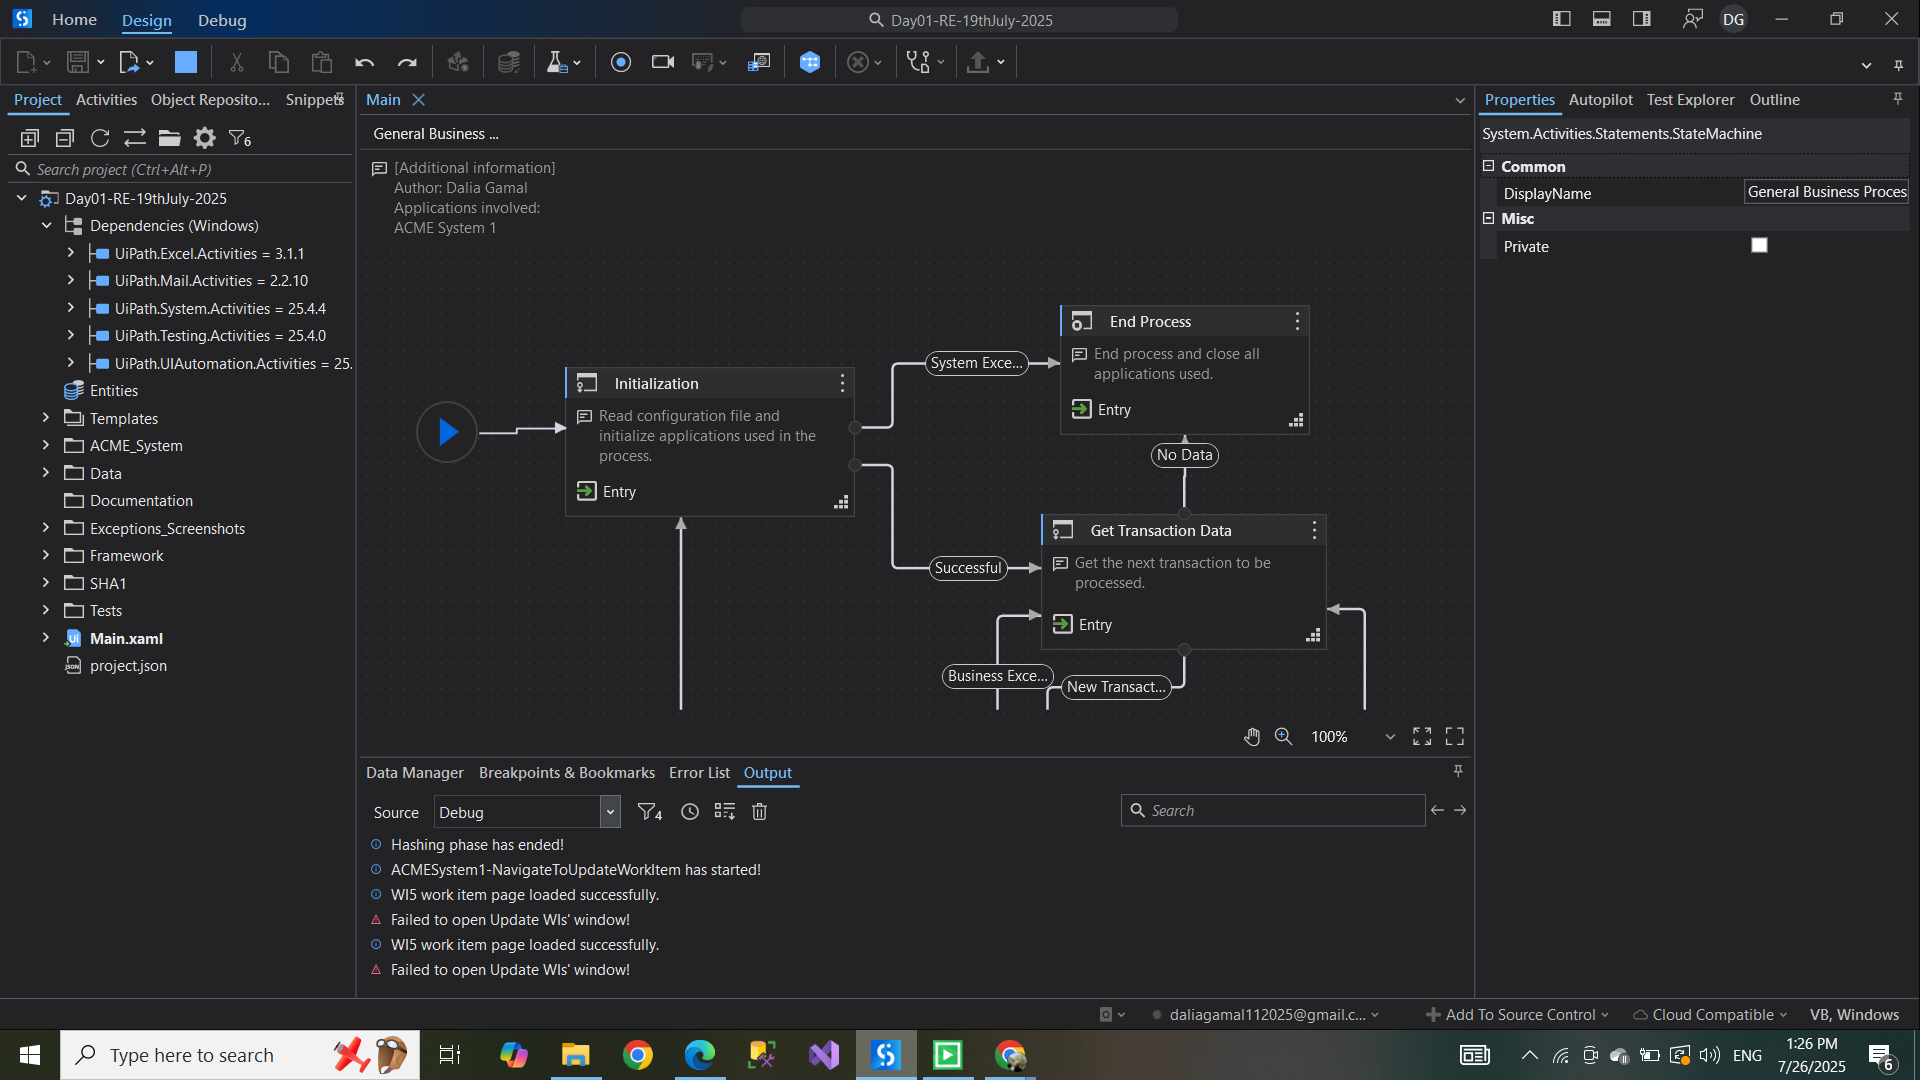 Home
Design
Debug
Day01-RE-19thJuly-2025
DG
Project
Activities
Object Reposito...
Snippets
Search project (Ctrl+Alt+P)
6
Day01-RE-19thJuly-2025
Dependencies (Windows)
UiPath.Excel.Activities = 3.1.1
UiPath.Mail.Activities = 2.2.10
UiPath.System.Activities = 25.4.4
UiPath.Testing.Activities = 25.4.0
UiPath.UIAutomation.Activities = 25.
Entities
Templates
ACME_System
Data
Documentation
Exceptions_Screenshots
Framework
SHA1
Tests
Main.xaml
project.json
Main
General Business ...
[Additional information]
Author: Dalia Gamal
Applications involved:
ACME System 1
Initialization
Read configuration file and
initialize applications used in the
process.
Entry
System Exce...
Successful
End Process
End process and close all
applications used.
Entry
No Data
Get Transaction Data
Get the next transaction to be
processed.
Entry
Business Exce...
New Transact...
100%
Data Manager
Breakpoints & Bookmarks
Error List
Output
Source
Debug
4
Search
Hashing phase has ended!
ACMESystem1-NavigateToUpdateWorkItem has started!
WI5 work item page loaded successfully.
Failed to open Update WIs' window!
WI5 work item page loaded successfully.
Failed to open Update WIs' window!
Properties
Autopilot
Test Explorer
Outline
System.Activities.Statements.StateMachine
Common
DisplayName
General Business Proces
Misc
Private
daliagamal112025@gmail.c...
Add To Source Control
Cloud Compatible
VB, Windows
Type here to search
ENG
1:26 PM
7/26/2025
6